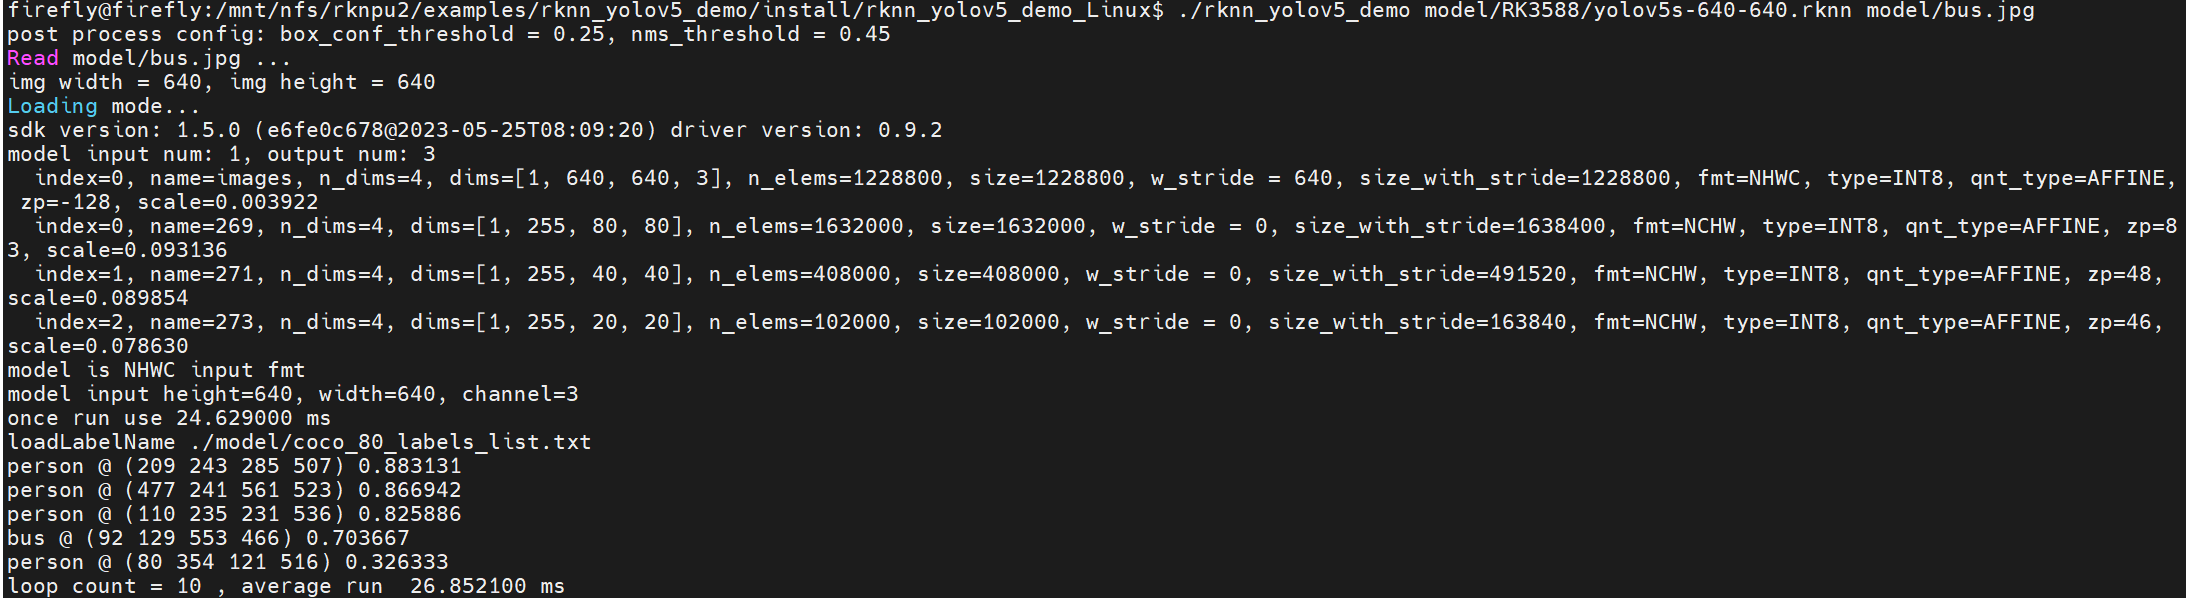 firefly@firefly:/mnt/nfs/rknpu2/examples/rknn_yolov5_demo/install/rknn_yolov5_demo_Linux$ ./rknn_yolov5_demo model/RK3588/yolov5s-640-640.rknn model/bus.jpg
post process config: box_conf_threshold = 0.25, nms_threshold = 0.45
Read model/bus.jpg ...
img width = 640, img height = 640
Loading mode...
sdk version: 1.5.0 (e6fe0c678@2023-05-25T08:09:20) driver version: 0.9.2
model input num: 1, output num: 3
  index=0, name=images, n_dims=4, dims=[1, 640, 640, 3], n_elems=1228800, size=1228800, w_stride = 640, size_with_stride=1228800, fmt=NHWC, type=INT8, qnt_type=AFFINE,
 zp=-128, scale=0.003922
  index=0, name=269, n_dims=4, dims=[1, 255, 80, 80], n_elems=1632000, size=1632000, w_stride = 0, size_with_stride=1638400, fmt=NCHW, type=INT8, qnt_type=AFFINE, zp=8
3, scale=0.093136
  index=1, name=271, n_dims=4, dims=[1, 255, 40, 40], n_elems=408000, size=408000, w_stride = 0, size_with_stride=491520, fmt=NCHW, type=INT8, qnt_type=AFFINE, zp=48,
scale=0.089854
  index=2, name=273, n_dims=4, dims=[1, 255, 20, 20], n_elems=102000, size=102000, w_stride = 0, size_with_stride=163840, fmt=NCHW, type=INT8, qnt_type=AFFINE, zp=46,
scale=0.078630
model is NHWC input fmt
model input height=640, width=640, channel=3
once run use 24.629000 ms
loadLabelName ./model/coco_80_labels_list.txt
person @ (209 243 285 507) 0.883131
person @ (477 241 561 523) 0.866942
person @ (110 235 231 536) 0.825886
bus @ (92 129 553 466) 0.703667
person @ (80 354 121 516) 0.326333
loop count = 10 , average run  26.852100 ms